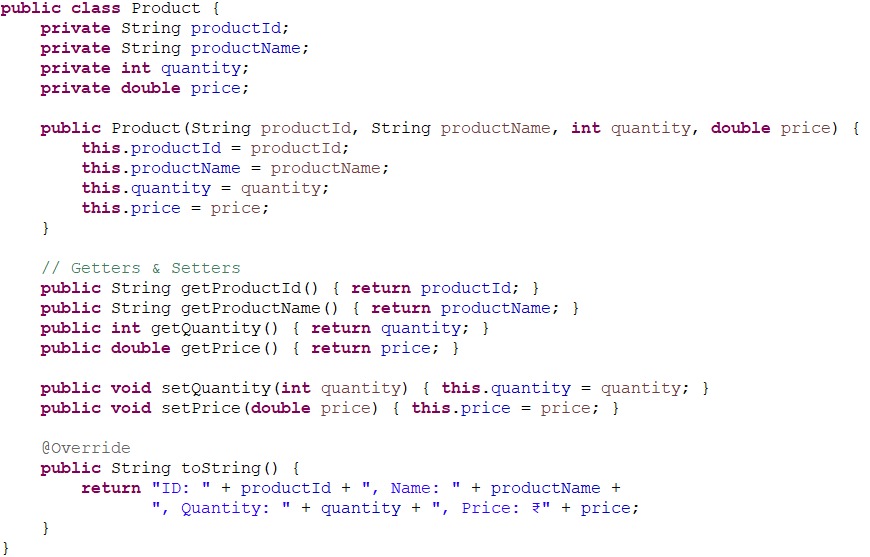 public class Product {
    private String productId;
    private String productName;
    private int quantity;
    private double price;

    public Product(String productId, String productName, int quantity, double price) {
        this.productId = productId;
        this.productName = productName;
        this.quantity = quantity;
        this.price = price;
    }

    // Getters & Setters
    public String getProductId() { return productId; }
    public String getProductName() { return productName; }
    public int getQuantity() { return quantity; }
    public double getPrice() { return price; }

    public void setQuantity(int quantity) { this.quantity = quantity; }
    public void setPrice(double price) { this.price = price; }

    @Override
    public String toString() {
        return "ID: " + productId + ", Name: " + productName +
               ", Quantity: " + quantity + ", Price: ₹" + price;
    }
}